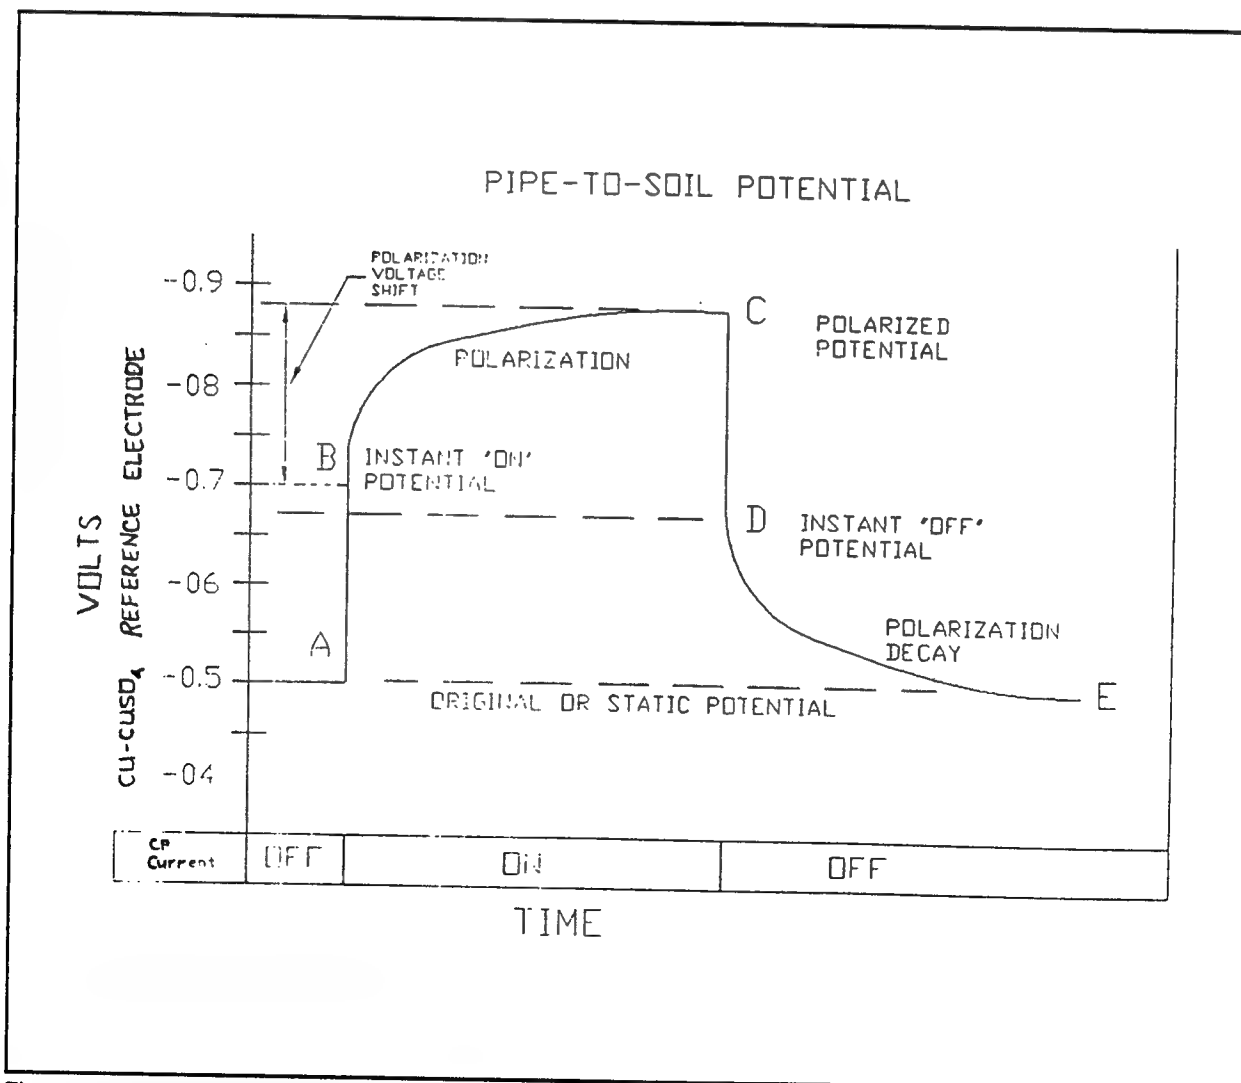 PIPE-TO-SOIL POTENTIAL
POLARIZATION
VOLTAGE
SHIFT
-0.9
-08
-0.7
-06
-0.5
-04
VOLTS
CU-CUSO4 REFERENCE ELECTRODE
A
B
C
D
E
POLARIZATION
POLARIZED
POTENTIAL
INSTANT "ON"
POTENTIAL
INSTANT "OFF"
POTENTIAL
POLARIZATION
DECAY
ORIGINAL OR STATIC POTENTIAL
CP
Current
OFF
ON
OFF
TIME